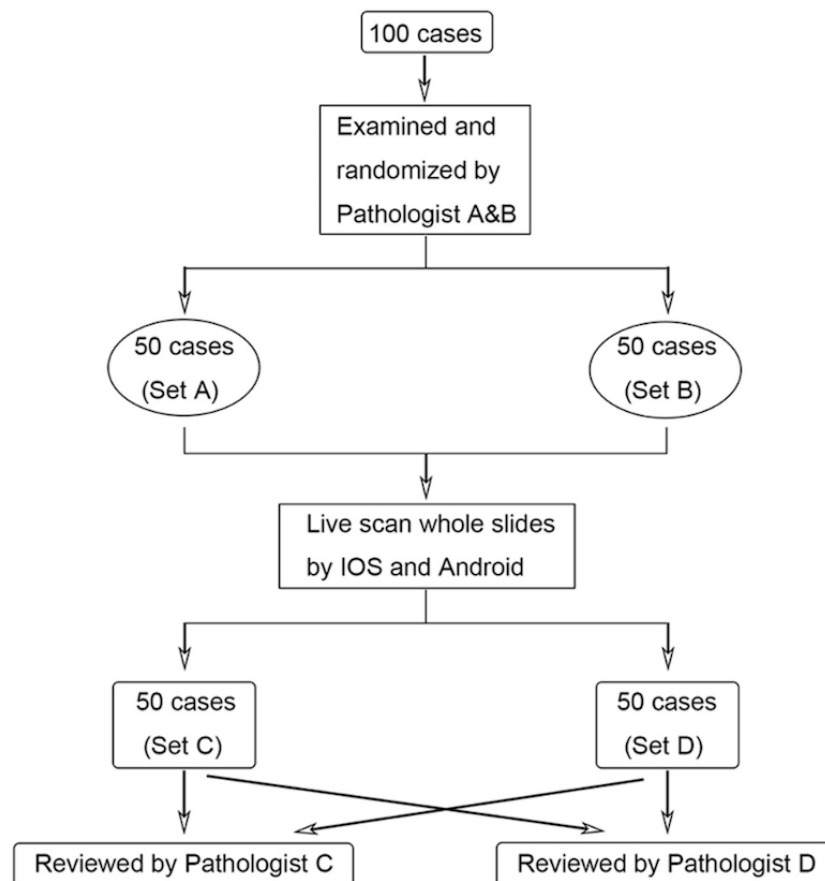 100 cases
Examined and
randomized by
Pathologist A&B
50 cases
(Set A)
50 cases
(Set B)
Live scan whole slides
by IOS and Android
50 cases
(Set C)
50 cases
(Set D)
Reviewed by Pathologist C
Reviewed by Pathologist D